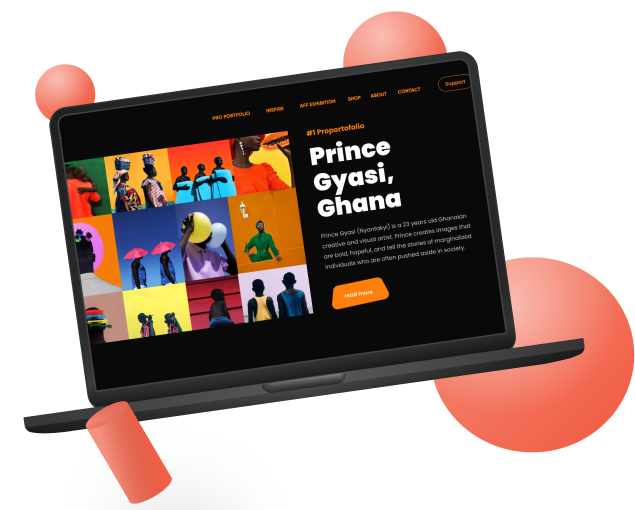 PRO PORTFOLIO INSPIRE AFF EXHIBITION SHOP ABOUT CONTACT Support
#1 Proportofolio
Prince
Gyasi,
Ghana
Prince Gyasi (Nyantakyi) is a 23 years old Ghanaian
creative and visual artist. Prince creates images that
are bold, hopeful, and tell the stories of marginalized
individuals who are often pushed aside in society.
read more